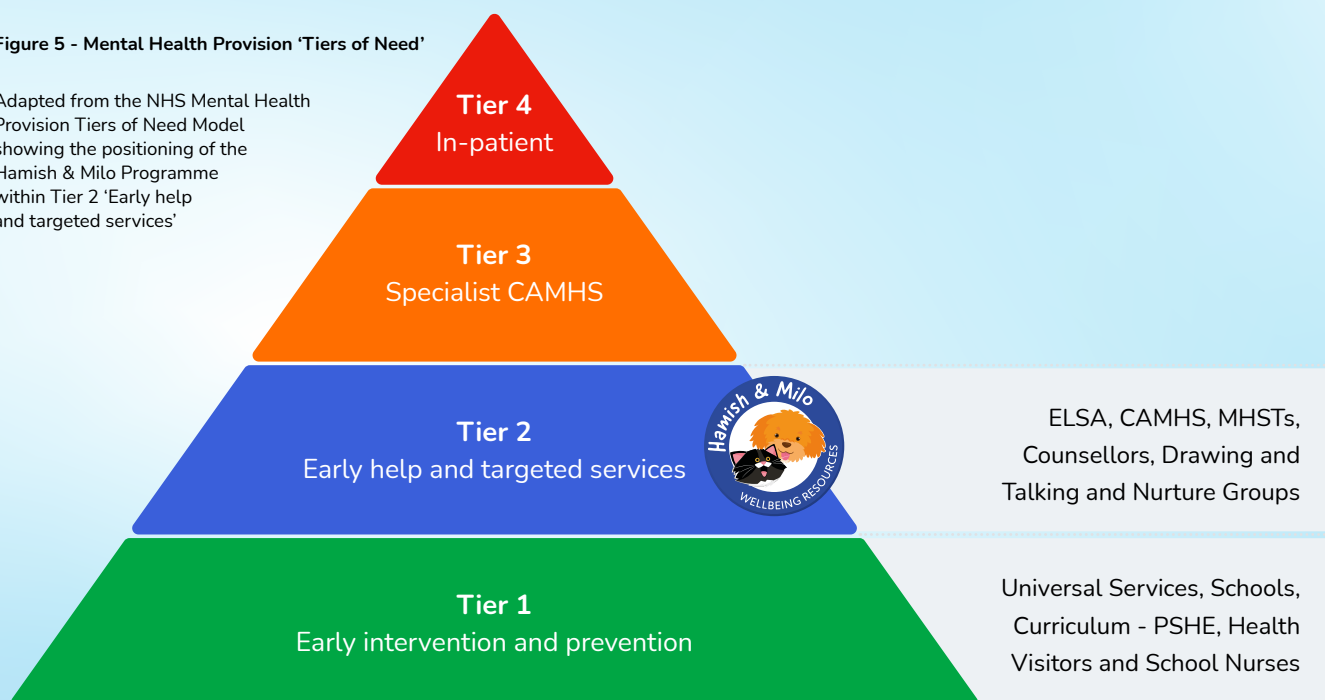 Figure 5 - Mental Health Provision ‘Tiers of Need’
Adapted from the NHS Mental Health
Provision Tiers of Need Model
showing the positioning of the
Hamish & Milo Programme
within Tier 2 ‘Early help
and targeted services’
Tier 4
In-patient
Tier 3
Specialist CAMHS
Tier 2
Early help and targeted services
Hamish & Milo
WELLBEING RESOURCES
ELSA, CAMHS, MHSTs,
Counsellors, Drawing and
Talking and Nurture Groups
Tier 1
Early intervention and prevention
Universal Services, Schools,
Curriculum - PSHE, Health
Visitors and School Nurses